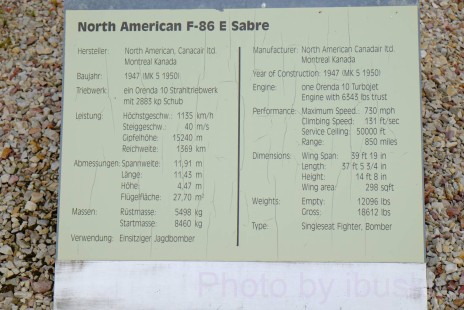 North American F-86 E Sabre
Hersteller: North American, Canacair ltd.
Montreal Kanada
Baujahr: 1947 (MK 5 1950)
Triebwerk: ein Orenda 10 Strahltriebwerk
mit 2883 kp Schub
Leistung: Höchstgeschw.: 1135 km/h
Steiggeschw.: 40 m/s
Gipfelhöhe: 15240 m
Reichweite: 1369 km
Abmessungen: Spannweite: 11,91 m
Länge: 11,43 m
Höhe: 4,47 m
Flügelfläche: 27,70 m²
Massen: Rüstmasse: 5498 kg
Startmasse: 8460 kg
Verwendung: Einsitziger Jagdbomber
Manufacturer: North American Canadair ltd.
Montreal Kanada
Year of Construction: 1947 (MK 5 1950)
Engine: one Orenda 10 Turbojet
Engine with 6343 lbs trust
Performance: Maximum Speed.: 730 mph
Climbing Speed: 131 ft/sec
Service Ceiling: 50000 ft
Range: 850 miles
Dimensions: Wing Span: 39 ft 19 in
Length: 37 ft 5 3/4 in
Height: 14 ft 8 in
Wing area: 298 sqft
Weights: Empty: 12096 lbs
Gross: 18612 lbs
Type: Singleseat Fighter, Bomber
Photo by